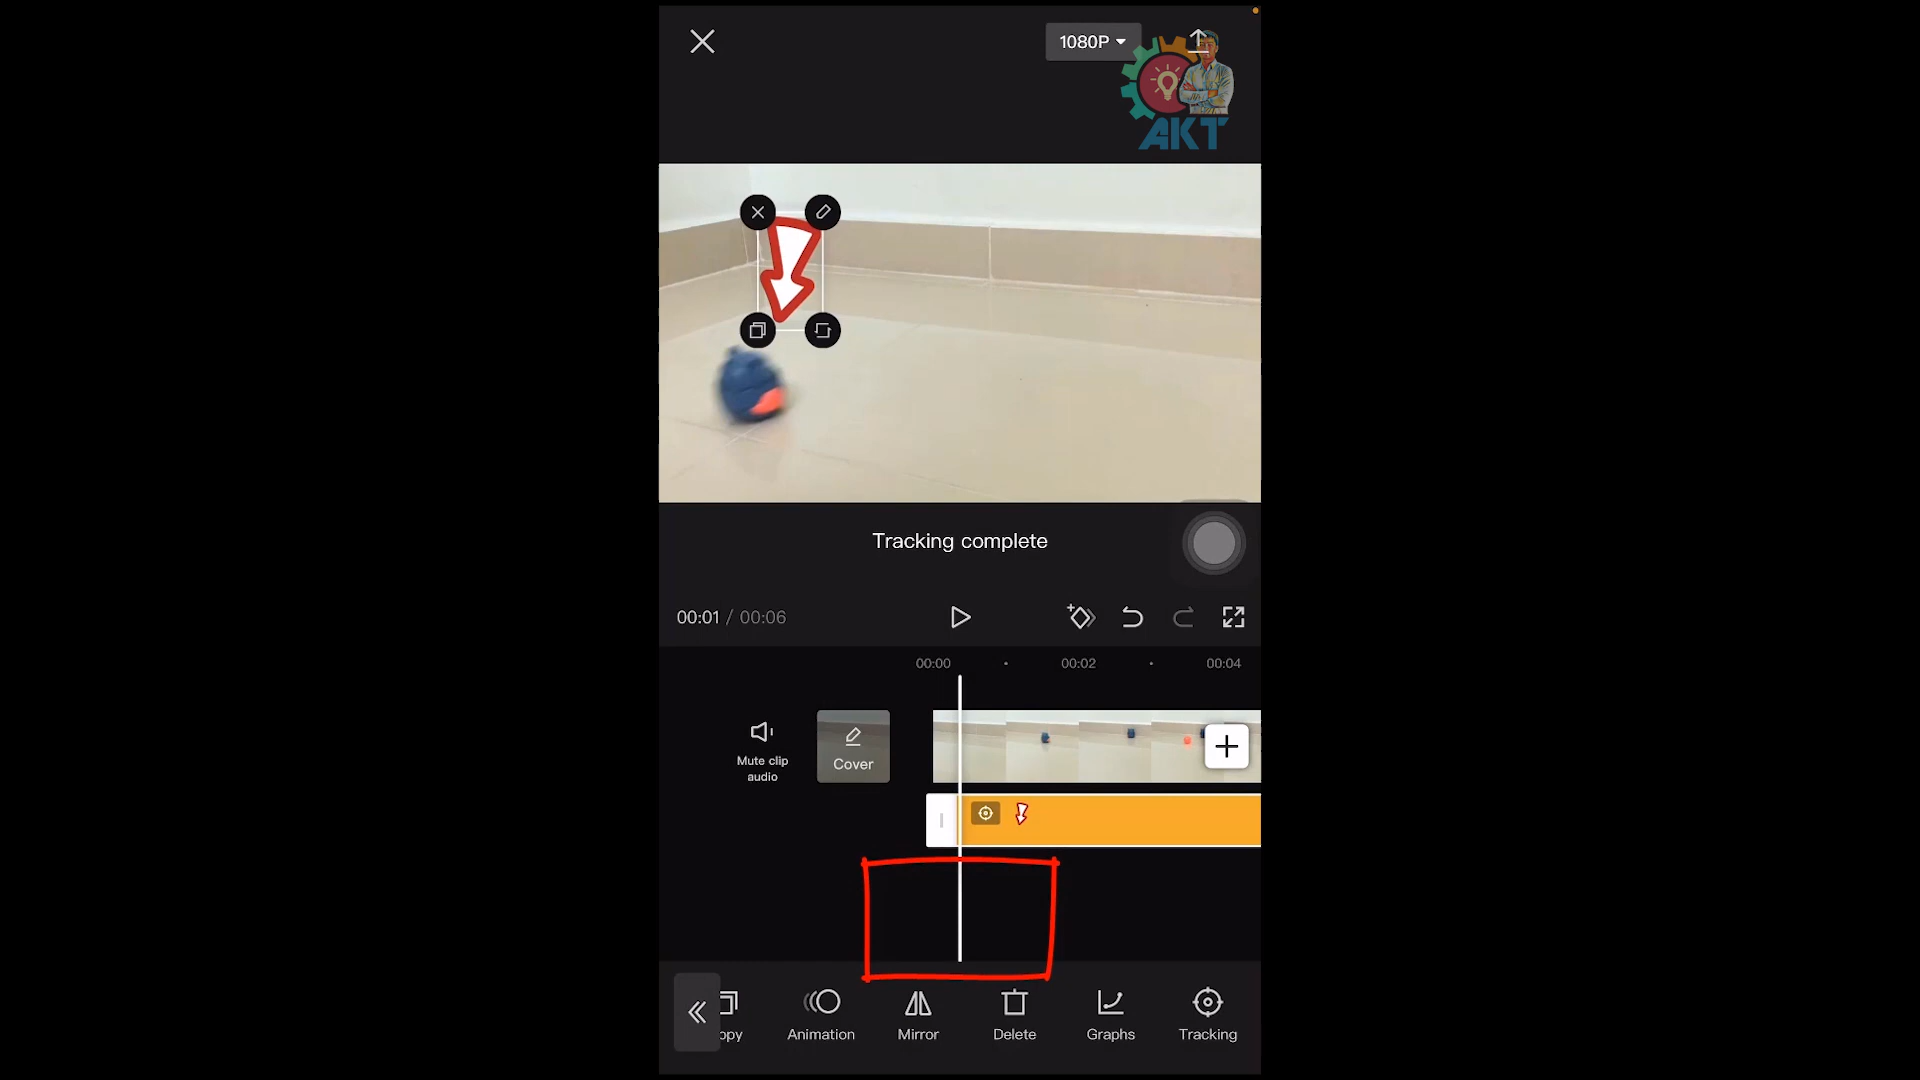 1080P
AKT
Tracking complete
00:01 / 00:06
00:00 00:02 00:04
Mute clip
audio
Cover
opy Animation Mirror Delete Graphs Tracking